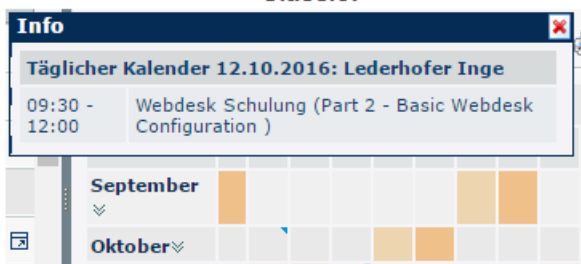 Info
Täglicher Kalender 12.10.2016: Lederhofer Inge
09:30 - Webdesk Schulung (Part 2 - Basic Webdesk
12:00 Configuration )
September
Oktober